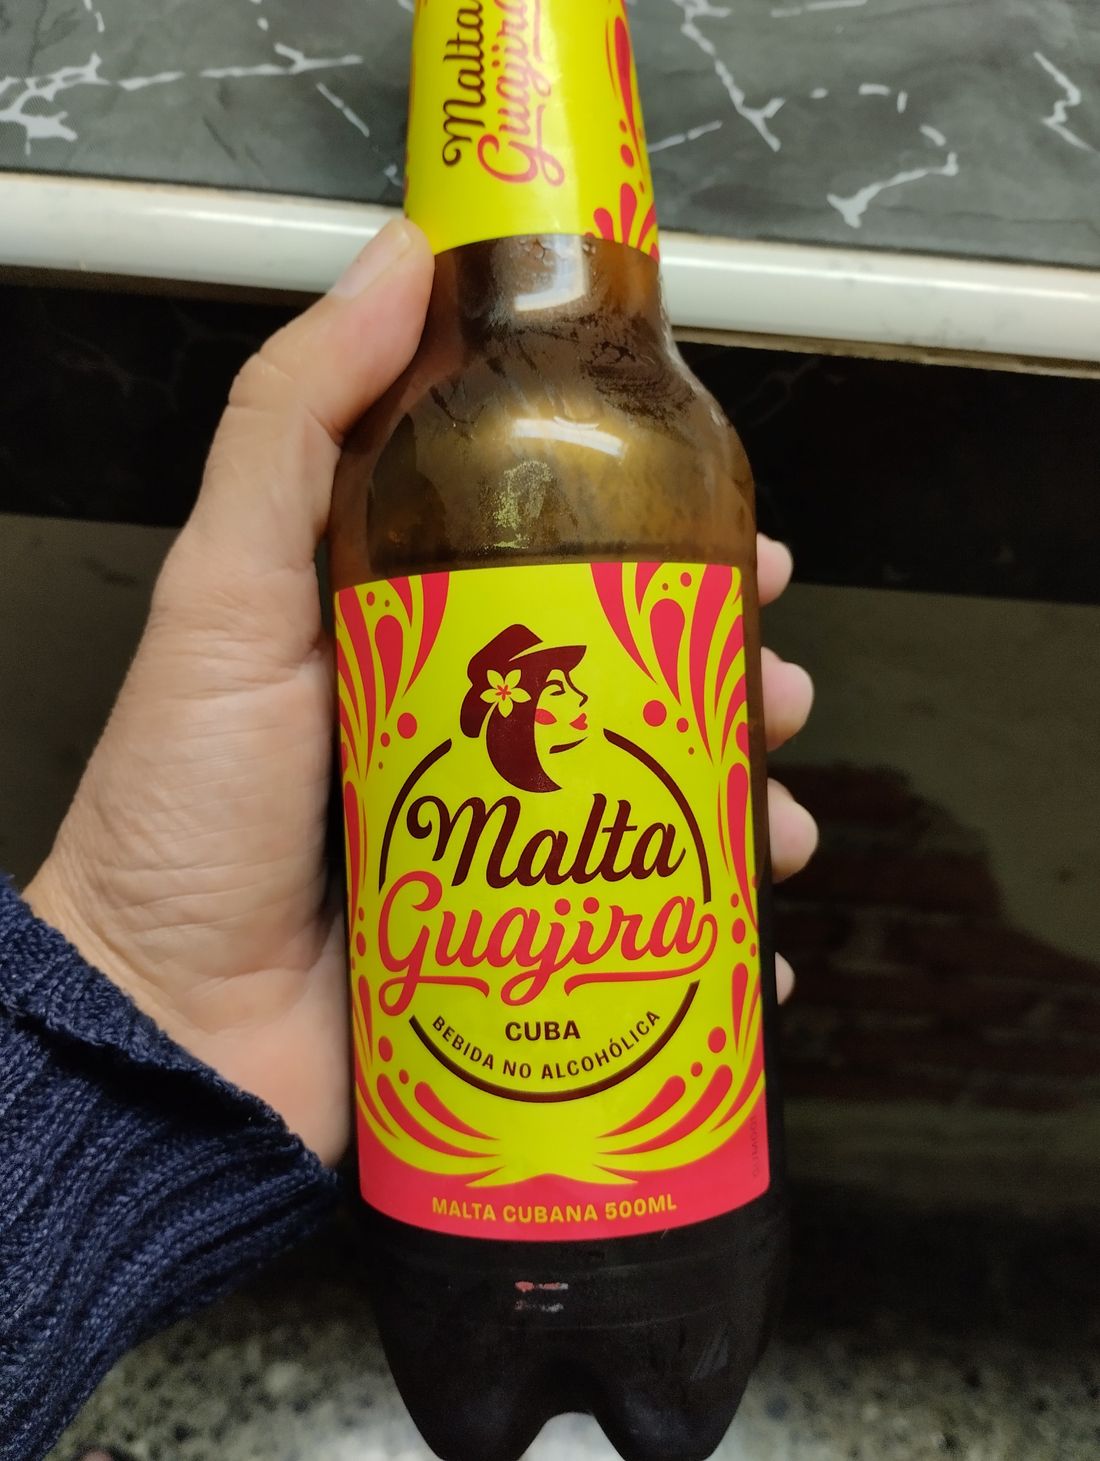 Malta
Guajira
Malta
Guajira
CUBA
BEBIDA NO ALCOHÓLICA
MALTA CUBANA 500ML